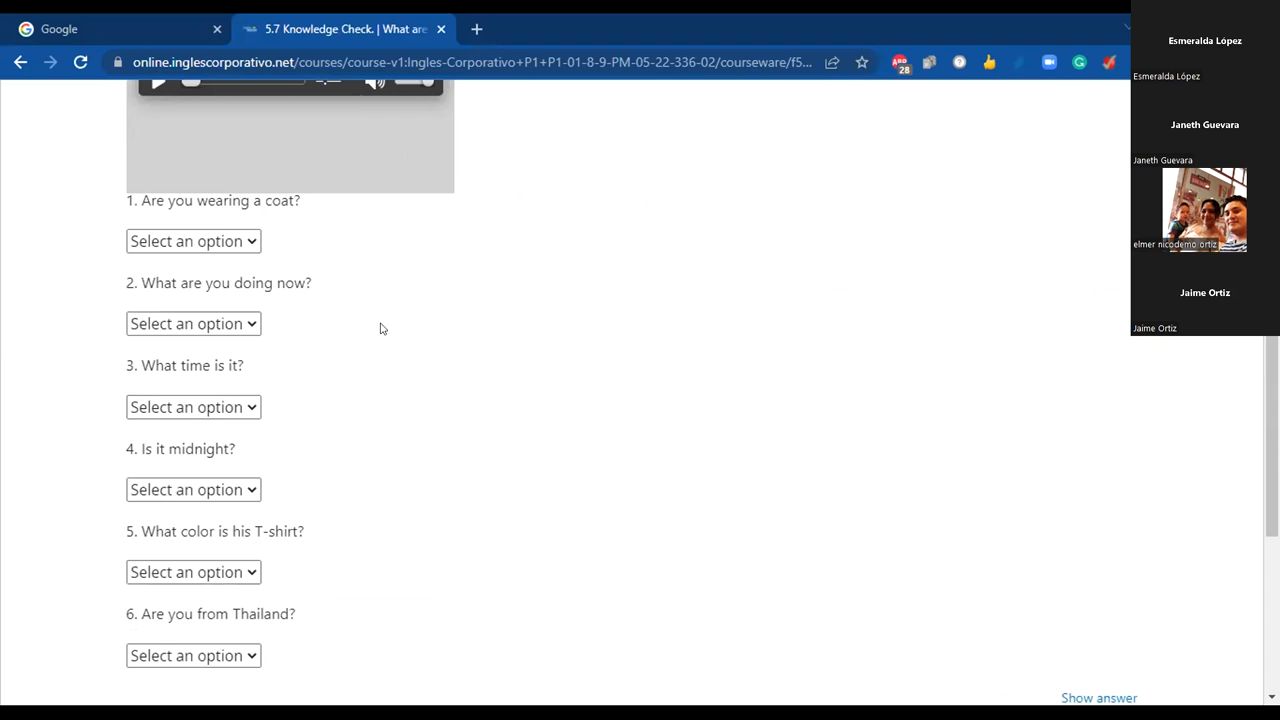 Google
5.7 Knowledge Check. | What are
Esmeralda López
online.inglescorporativo.net/courses/course-v1:Ingles-Corporativo+P1+P1-01-8-9-PM-05-22-336-02/courseware/f5...
28
Esmeralda López
Janeth Guevara
Janeth Guevara
elmer nicodemo ortiz
Jaime Ortiz
Jaime Ortiz
1. Are you wearing a coat?
Select an option
2. What are you doing now?
Select an option
3. What time is it?
Select an option
4. Is it midnight?
Select an option
5. What color is his T-shirt?
Select an option
6. Are you from Thailand?
Select an option
Show answer